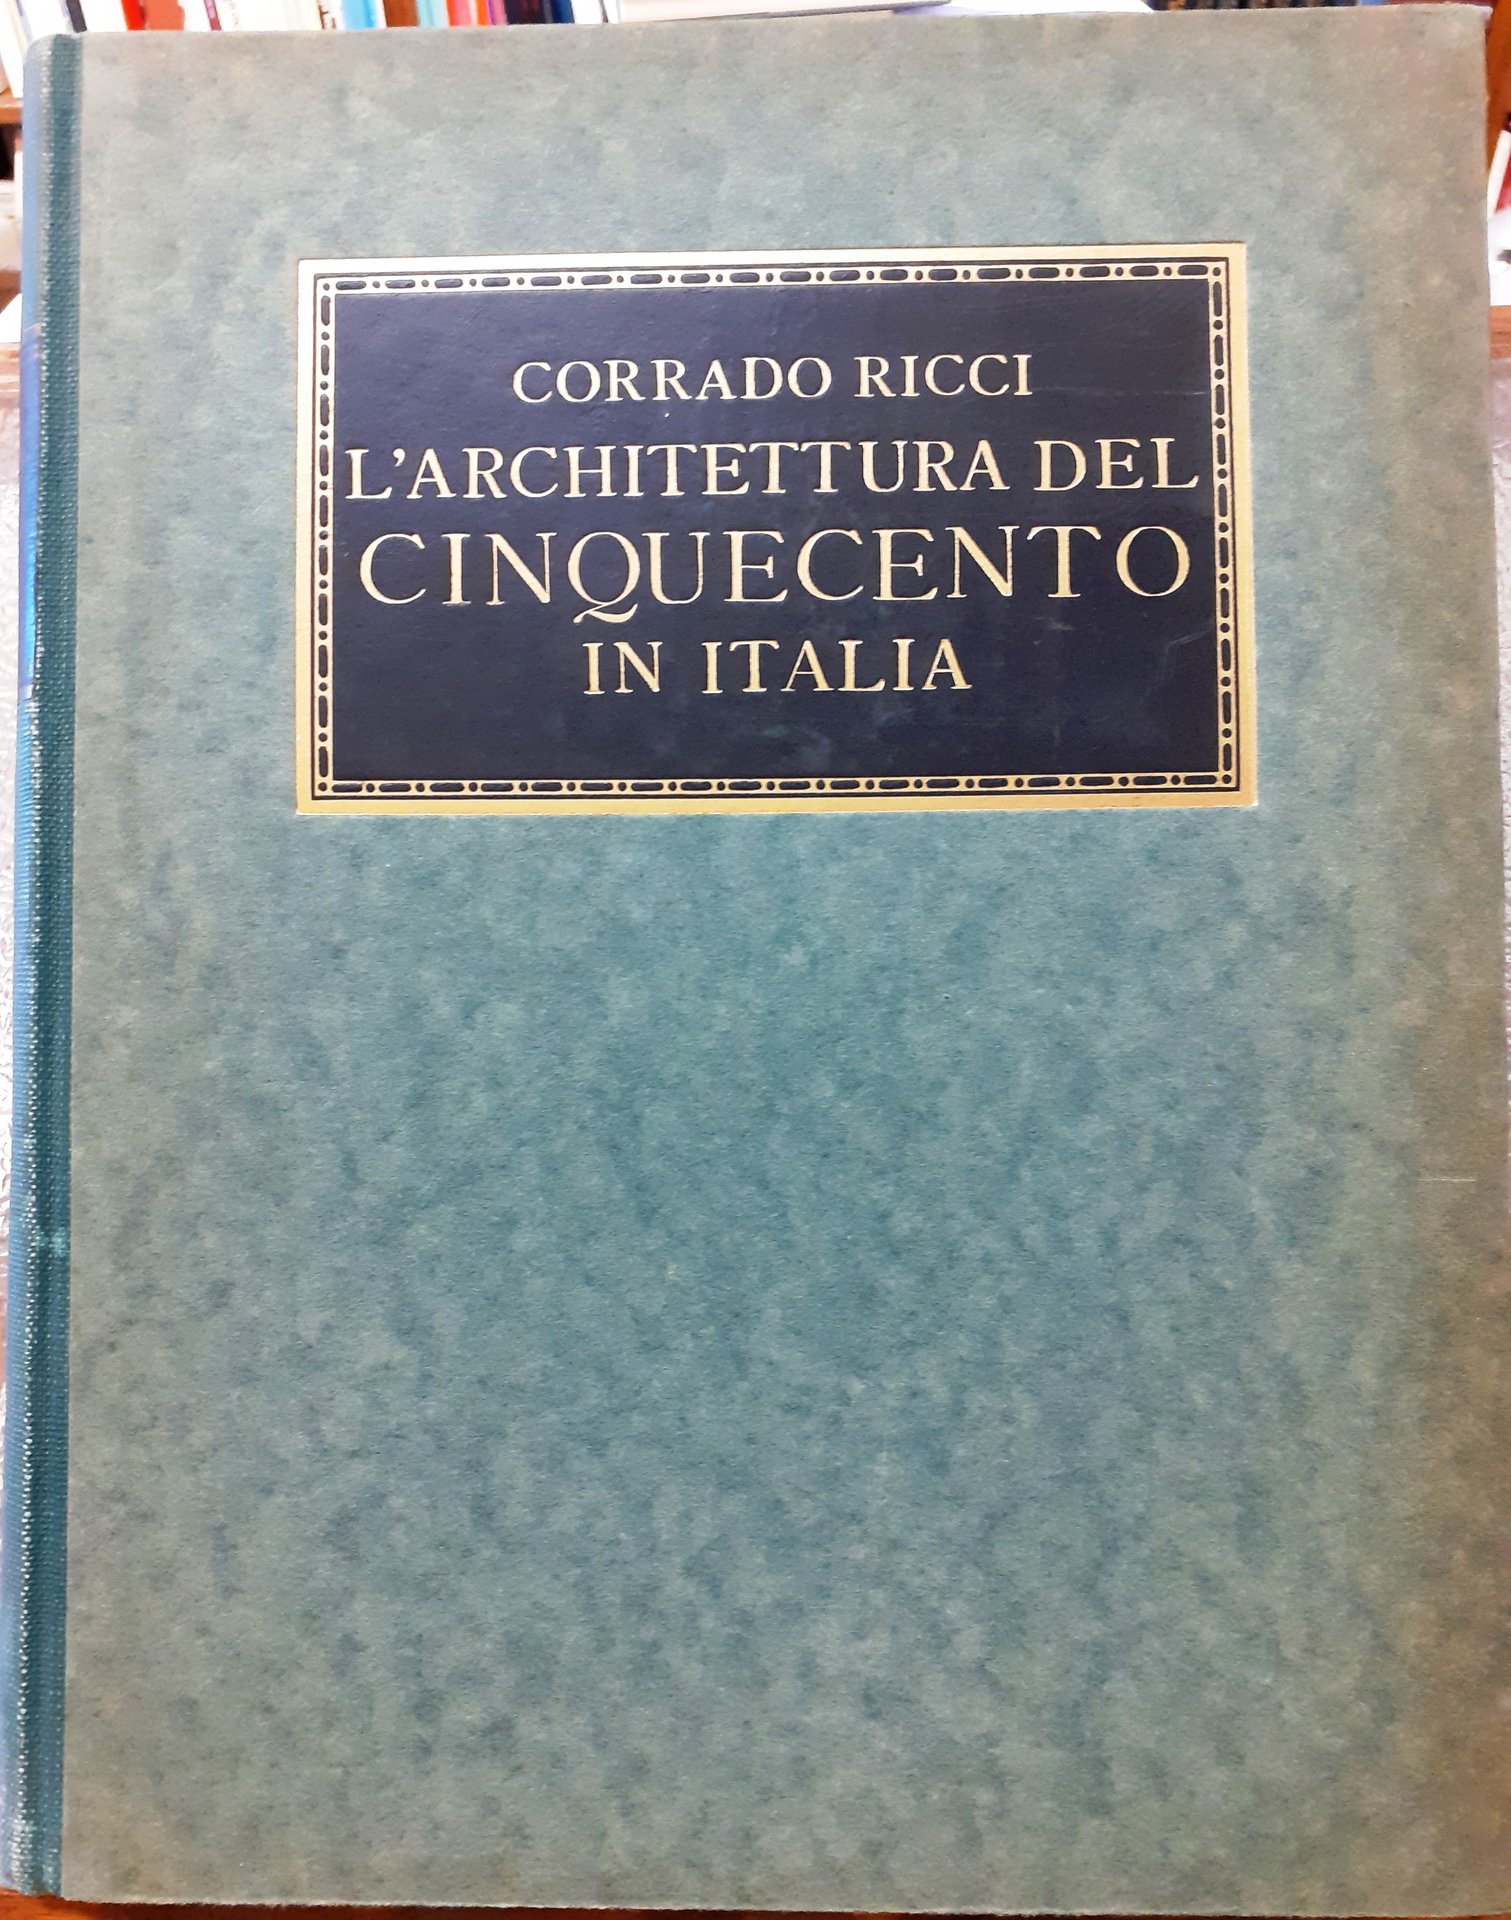 CORRADO RICCI
L'ARCHITETTURA DEL
CINQUECENTO
IN ITALIA